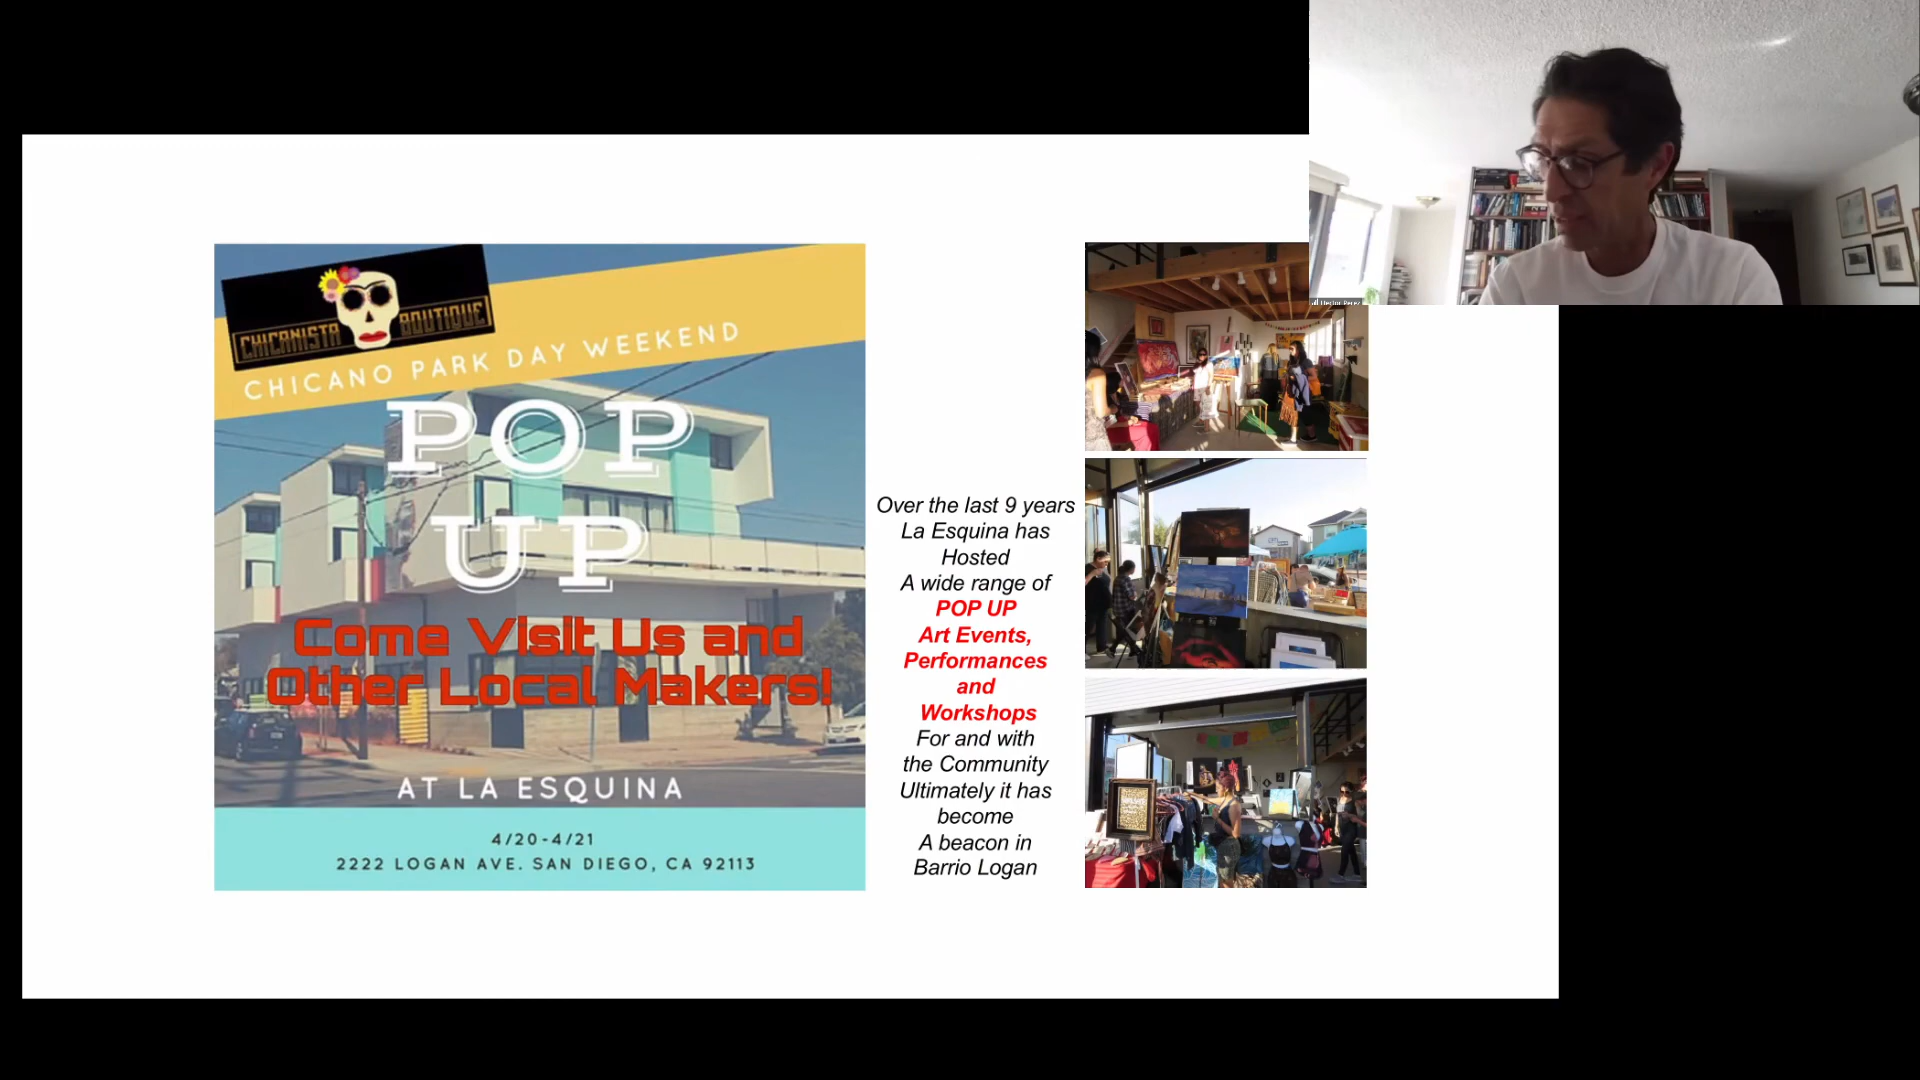 CHICANISTA BOUTIQUE
CHICANO PARK DAY WEEKEND
POP
UP
Come Visit Us and
Other Local Makers!
AT LA ESQUINA
4/20-4/21
2222 LOGAN AVE. SAN DIEGO, CA 92113
Over the last 9 years
La Esquina has
Hosted
A wide range of
POP UP
Art Events,
Performances
and
Workshops
For and with
the Community
Ultimately it has
become
A beacon in
Barrio Logan
Hector Perez